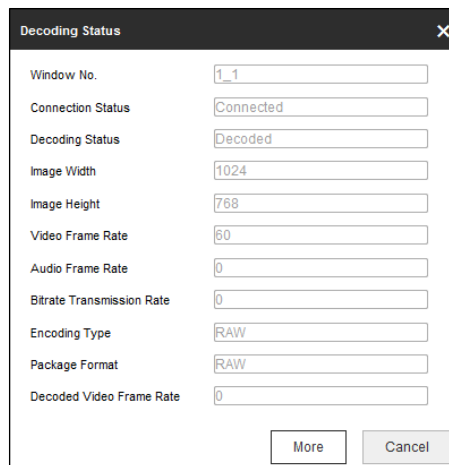 Decoding Status
Window No. 1_1
Connection Status Connected
Decoding Status Decoded
Image Width 1024
Image Height 768
Video Frame Rate 60
Audio Frame Rate 0
Bitrate Transmission Rate 0
Encoding Type RAW
Package Format RAW
Decoded Video Frame Rate 0
More Cancel